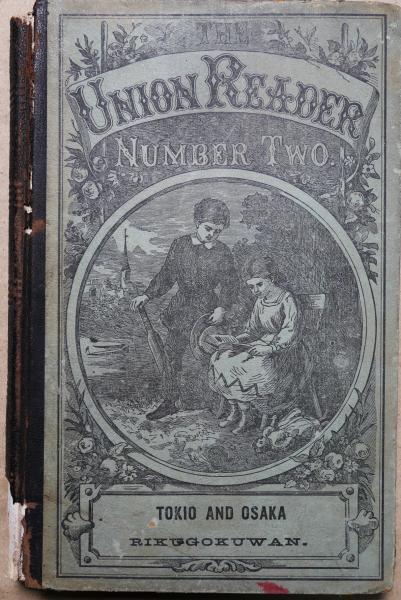 THE
UNION READER
NUMBER TWO.
TOKIO AND OSAKA
RIKUGOKUWAN.